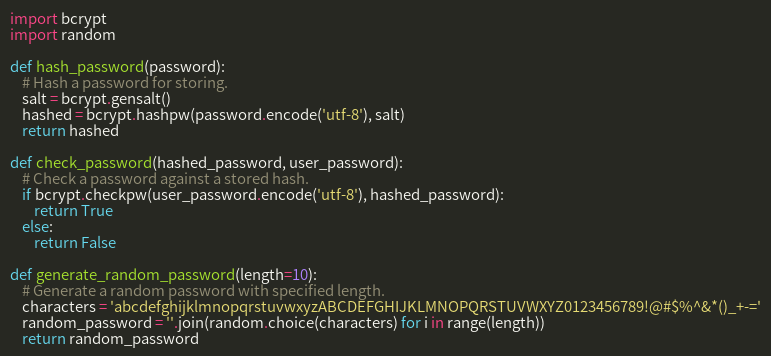 import bcrypt
import random

def hash_password(password):
    # Hash a password for storing.
    salt = bcrypt.gensalt()
    hashed = bcrypt.hashpw(password.encode('utf-8'), salt)
    return hashed

def check_password(hashed_password, user_password):
    # Check a password against a stored hash.
    if bcrypt.checkpw(user_password.encode('utf-8'), hashed_password):
        return True
    else:
        return False

def generate_random_password(length=10):
    # Generate a random password with specified length.
    characters = 'abcdefghijklmnopqrstuvwxyzABCDEFGHIJKLMNOPQRSTUVWXYZ0123456789!@#$%^&*()_+-='
    random_password = ''.join(random.choice(characters) for i in range(length))
    return random_password